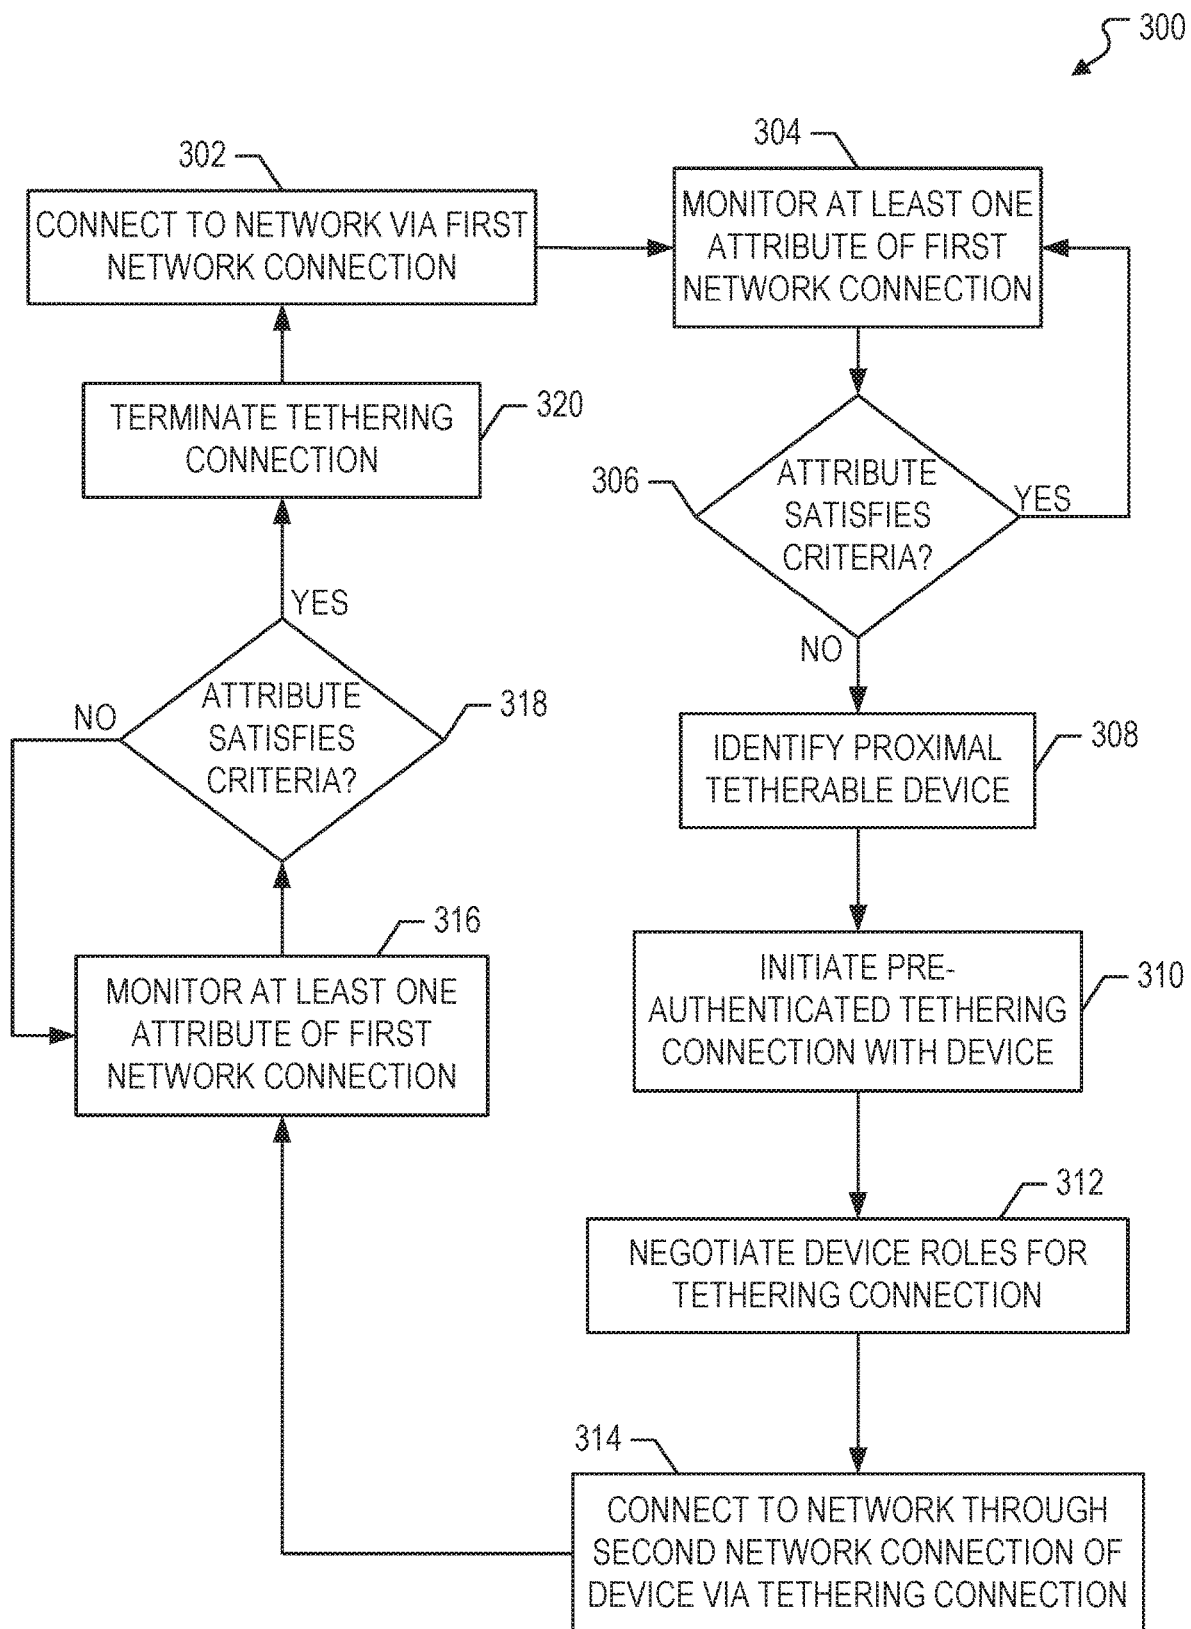 300
302
CONNECT TO NETWORK VIA FIRST
NETWORK CONNECTION
304
MONITOR AT LEAST ONE
ATTRIBUTE OF FIRST
NETWORK CONNECTION
306
ATTRIBUTE
SATISFIES
CRITERIA?
YES
NO
308
IDENTIFY PROXIMAL
TETHERABLE DEVICE
310
INITIATE PRE-
AUTHENTICATED TETHERING
CONNECTION WITH DEVICE
312
NEGOTIATE DEVICE ROLES FOR
TETHERING CONNECTION
314
CONNECT TO NETWORK THROUGH
SECOND NETWORK CONNECTION OF
DEVICE VIA TETHERING CONNECTION
316
MONITOR AT LEAST ONE
ATTRIBUTE OF FIRST
NETWORK CONNECTION
318
ATTRIBUTE
SATISFIES
CRITERIA?
NO
YES
320
TERMINATE TETHERING
CONNECTION